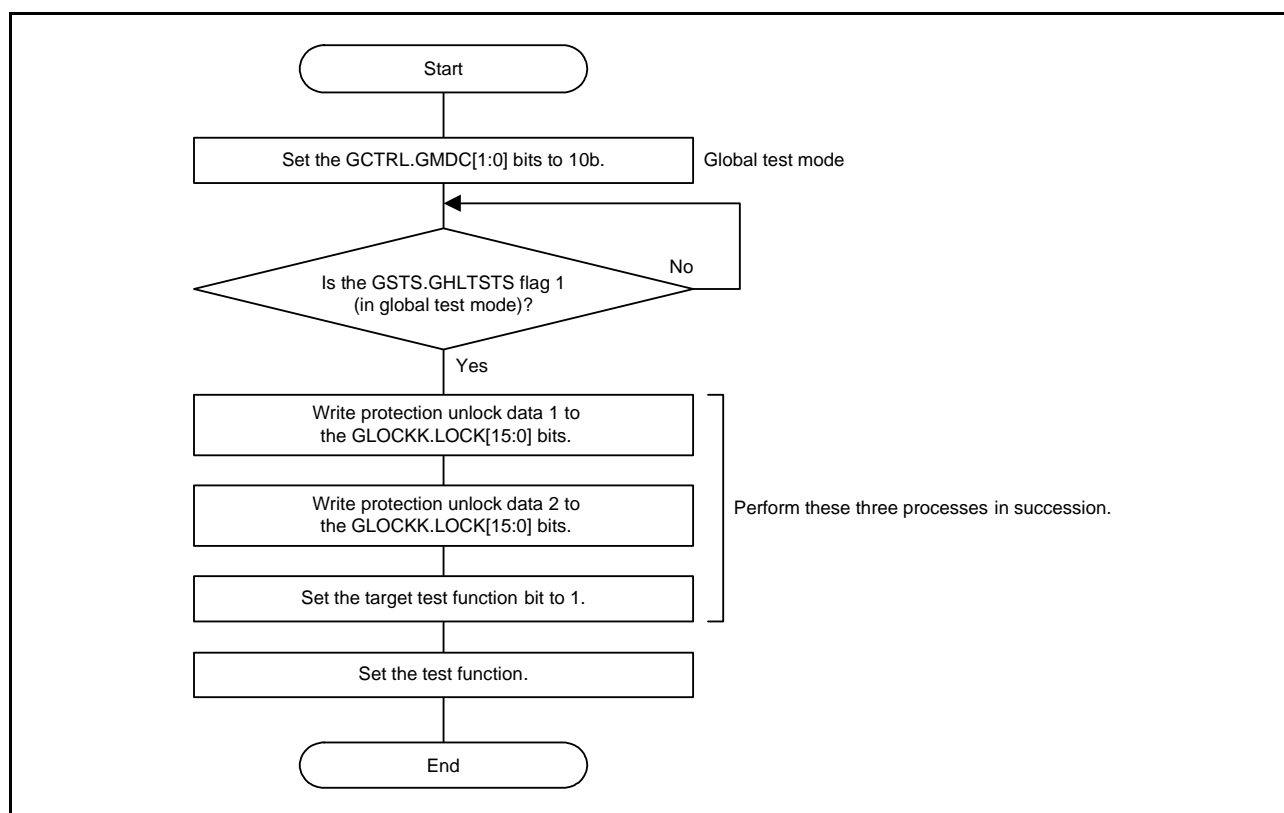 Start
Set the GCTRL.GMDC[1:0] bits to 10b.
Global test mode
No
Is the GSTS.GHLTSTS flag 1
(in global test mode)?
Yes
Write protection unlock data 1 to
the GLOCKK.LOCK[15:0] bits.
Write protection unlock data 2 to
the GLOCKK.LOCK[15:0] bits.
Perform these three processes in succession.
Set the target test function bit to 1.
Set the test function.
End